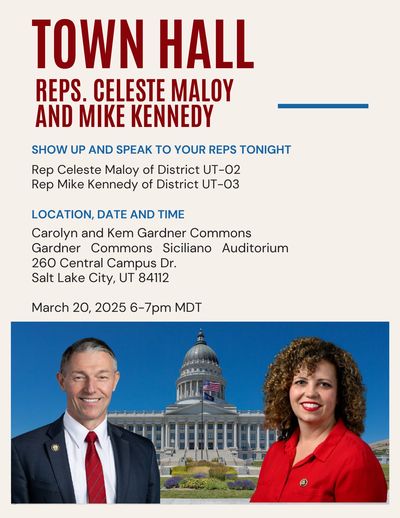 TOWN HALL
REPS. CELESTE MALOY
AND MIKE KENNEDY
SHOW UP AND SPEAK TO YOUR REPS TONIGHT
Rep Celeste Maloy of District UT-02
Rep Mike Kennedy of District UT-03
LOCATION, DATE AND TIME
Carolyn and Kem Gardner Commons
Gardner Commons Siciliano Auditorium
260 Central Campus Dr.
Salt Lake City, UT 84112
March 20, 2025 6-7pm MDT